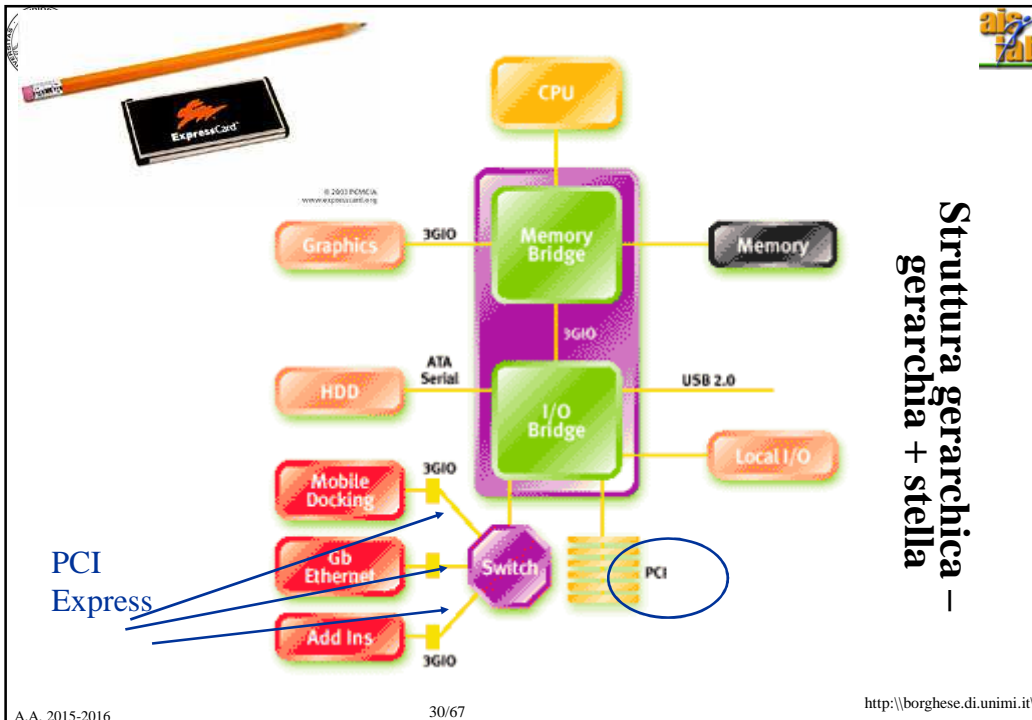 ExpressCard
© 2003 PCMCIA
www.expresscard.org
ais
lab
Struttura gerarchica –
gerarchia + stella
CPU
Graphics
3GIO
Memory
Bridge
Memory
3GIO
HDD
ATA
Serial
I/O
Bridge
USB 2.0
Local I/O
Mobile
Docking
3GIO
Gb
Ethernet
Switch
PCI
Add Ins
3GIO
PCI
Express
A.A. 2015-2016
30/67
http:\\borghese.di.unimi.it\